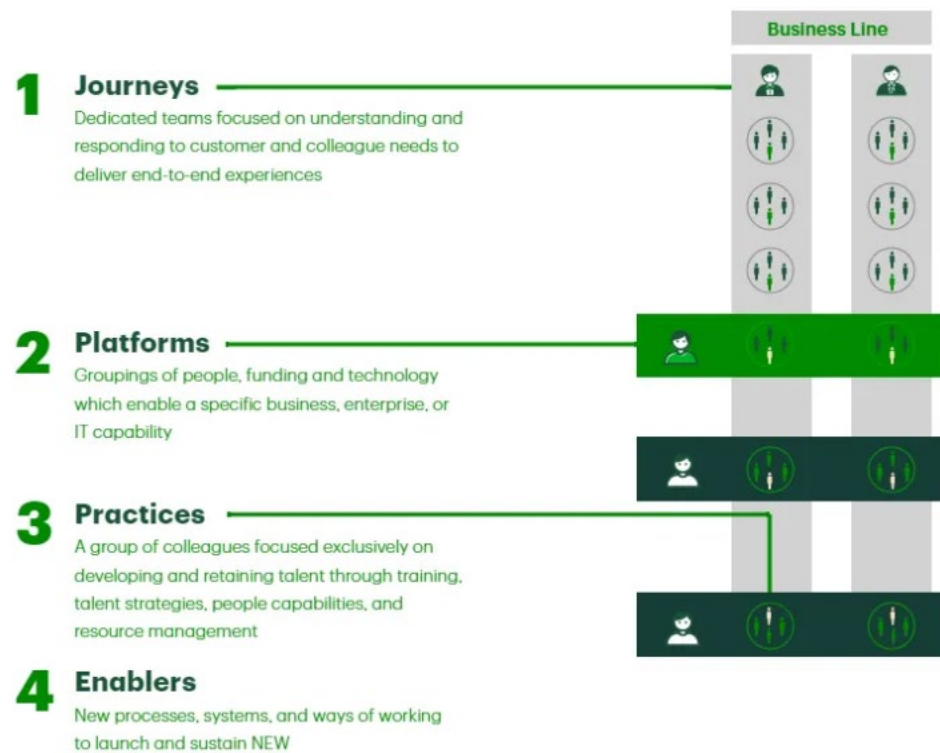 Business Line
1 Journeys
Dedicated teams focused on understanding and
responding to customer and colleague needs to
deliver end-to-end experiences
2 Platforms
Groupings of people, funding and technology
which enable a specific business, enterprise, or
IT capability
3 Practices
A group of colleagues focused exclusively on
developing and retaining talent through training,
talent strategies, people capabilities, and
resource management
4 Enablers
New processes, systems, and ways of working
to launch and sustain NEW